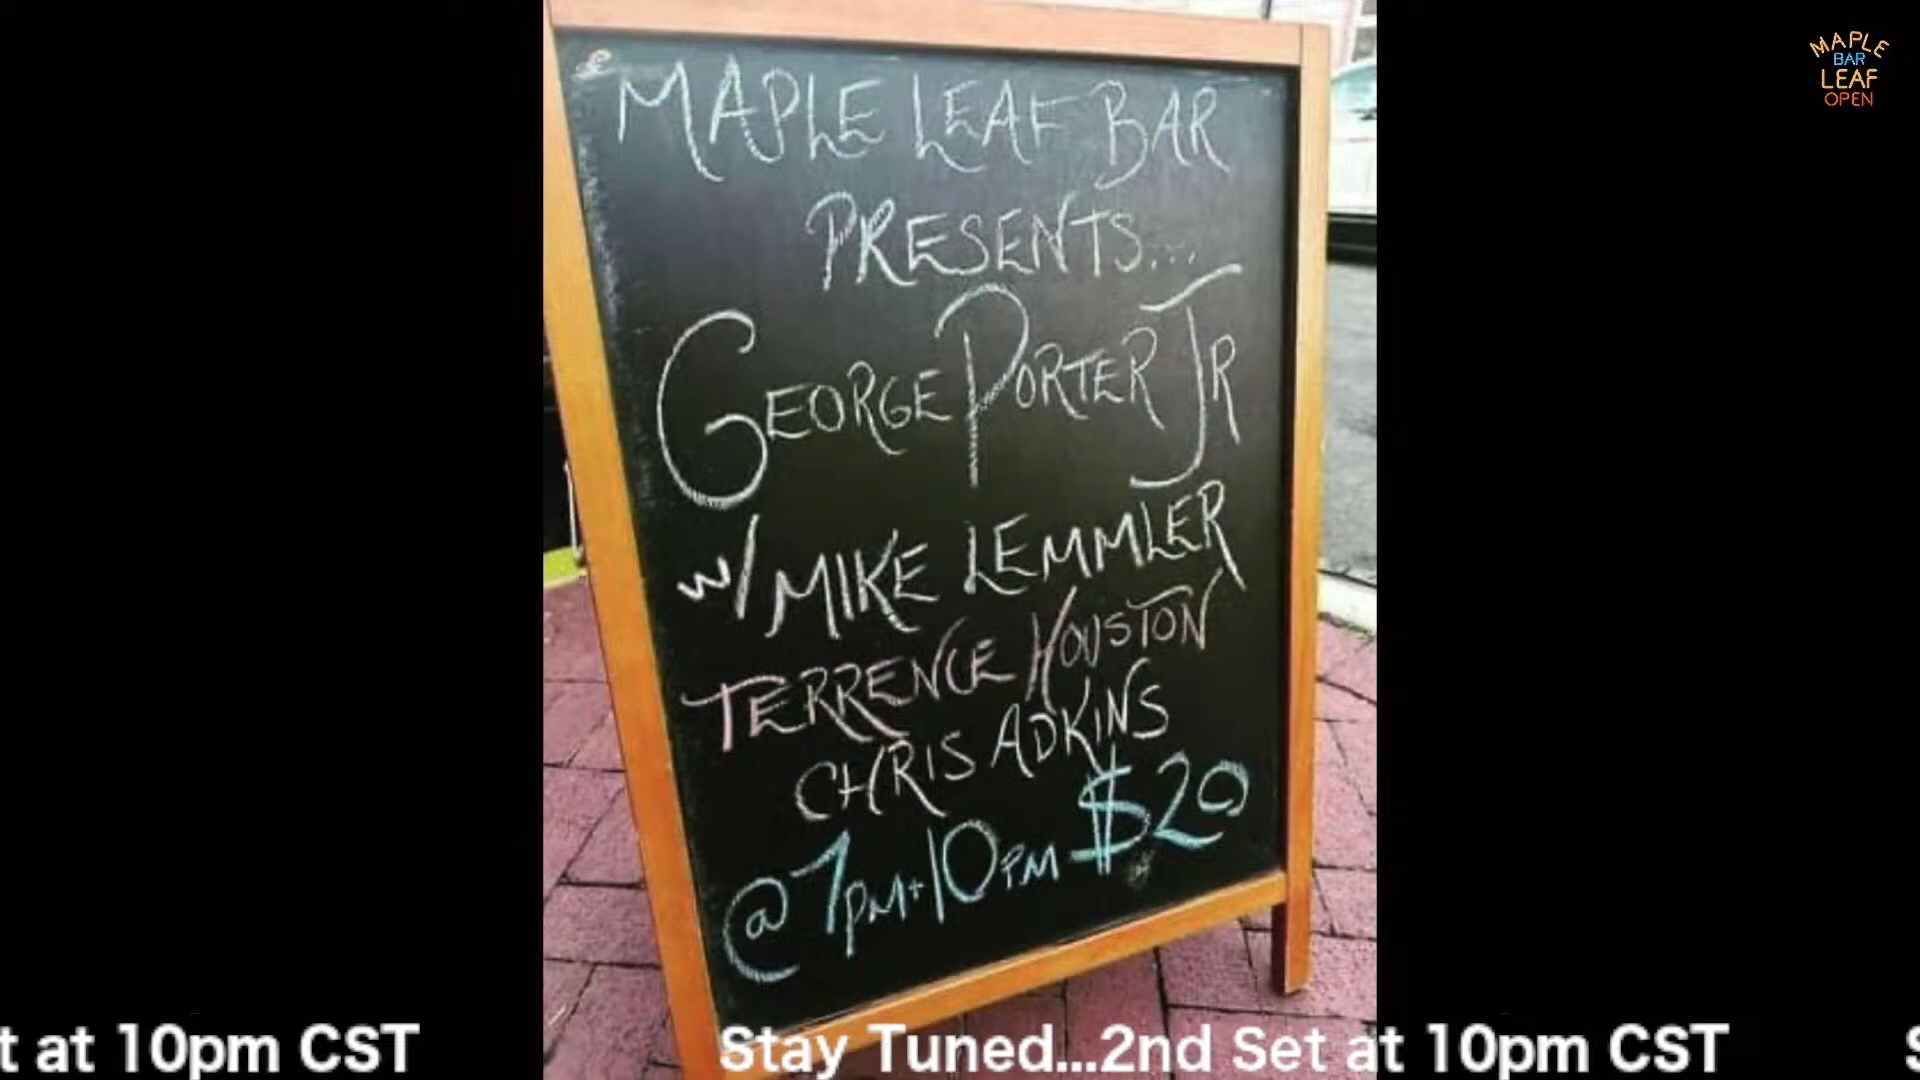 MAPLE LEAF BAR
PRESENTS...
GEORGE PORTER JR
w/ MIKE LEMMLER
TERRENCE HOUSTON
CHRIS ADKINS
@ 7PM + 10PM $20
MAPLE
BAR
LEAF
OPEN
t at 10pm CST Stay Tuned...2nd Set at 10pm CST S